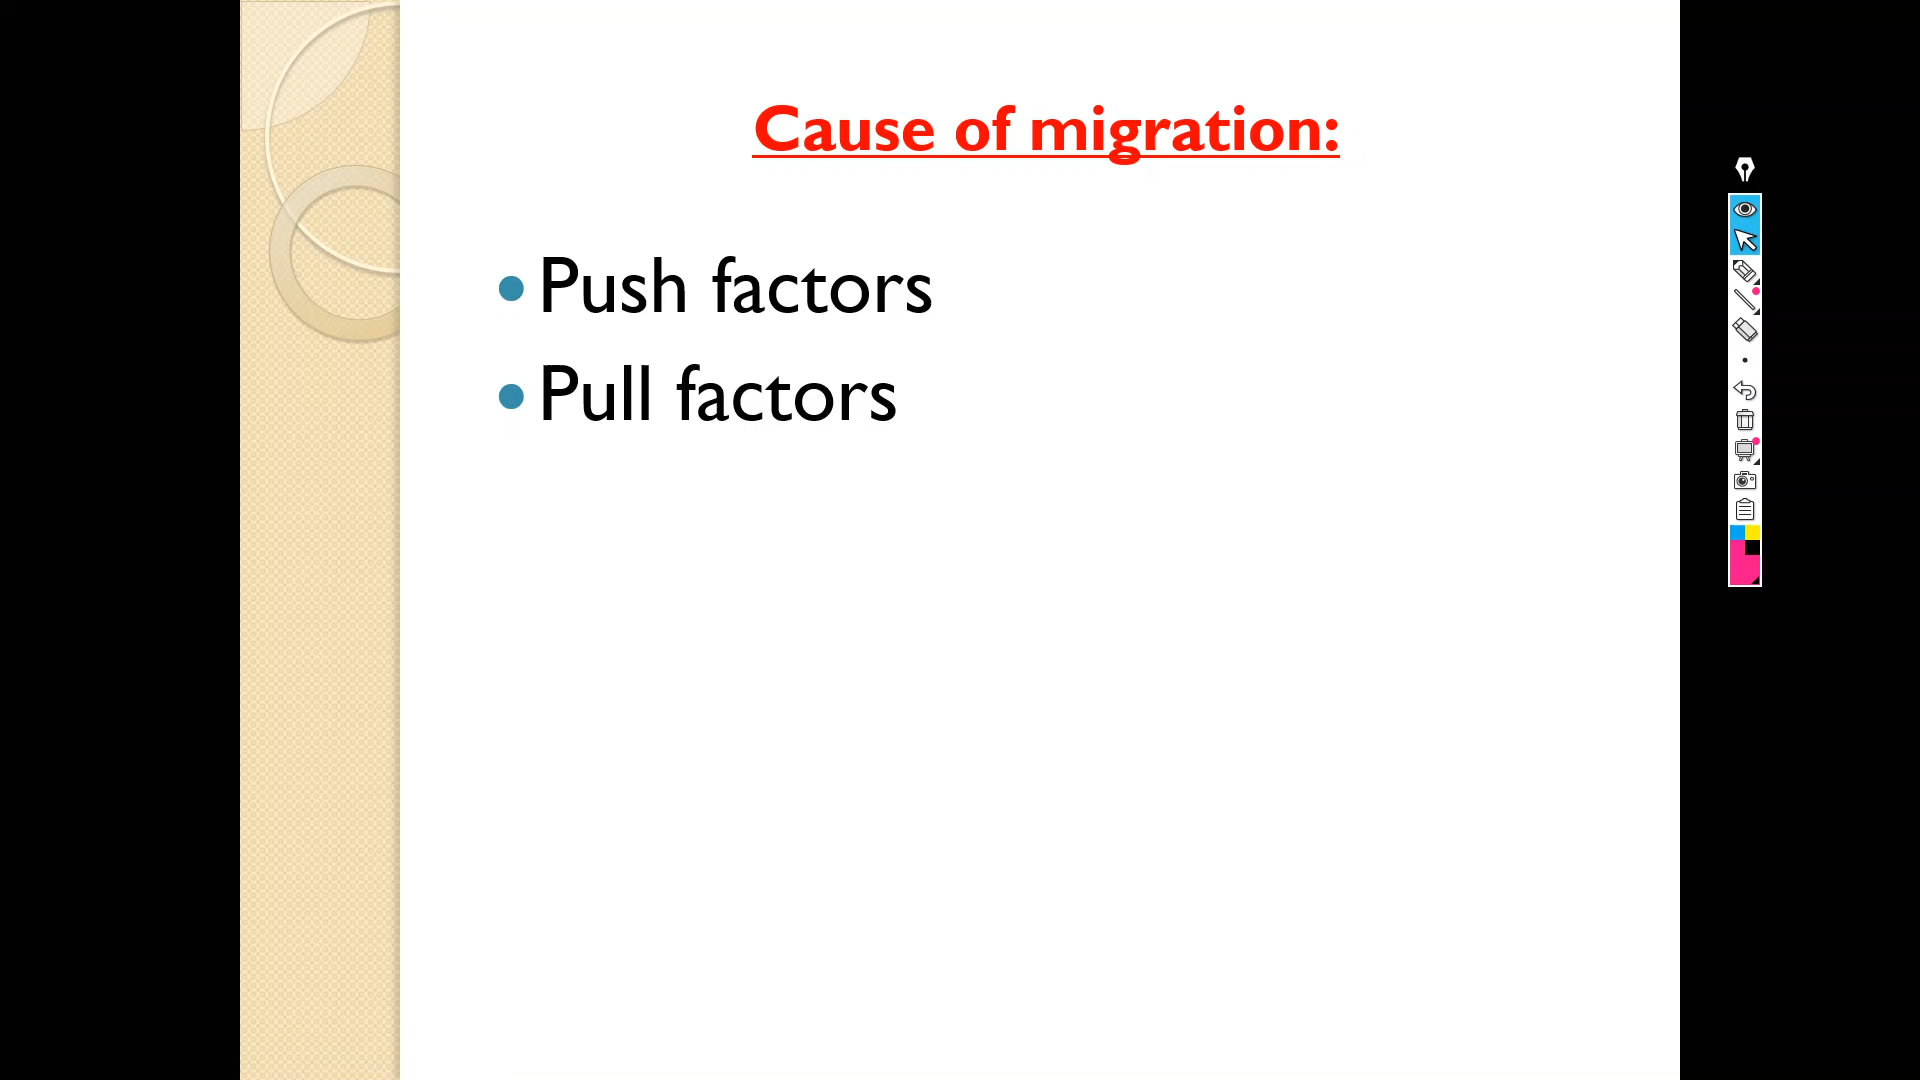 Cause of migration:
• Push factors
• Pull factors